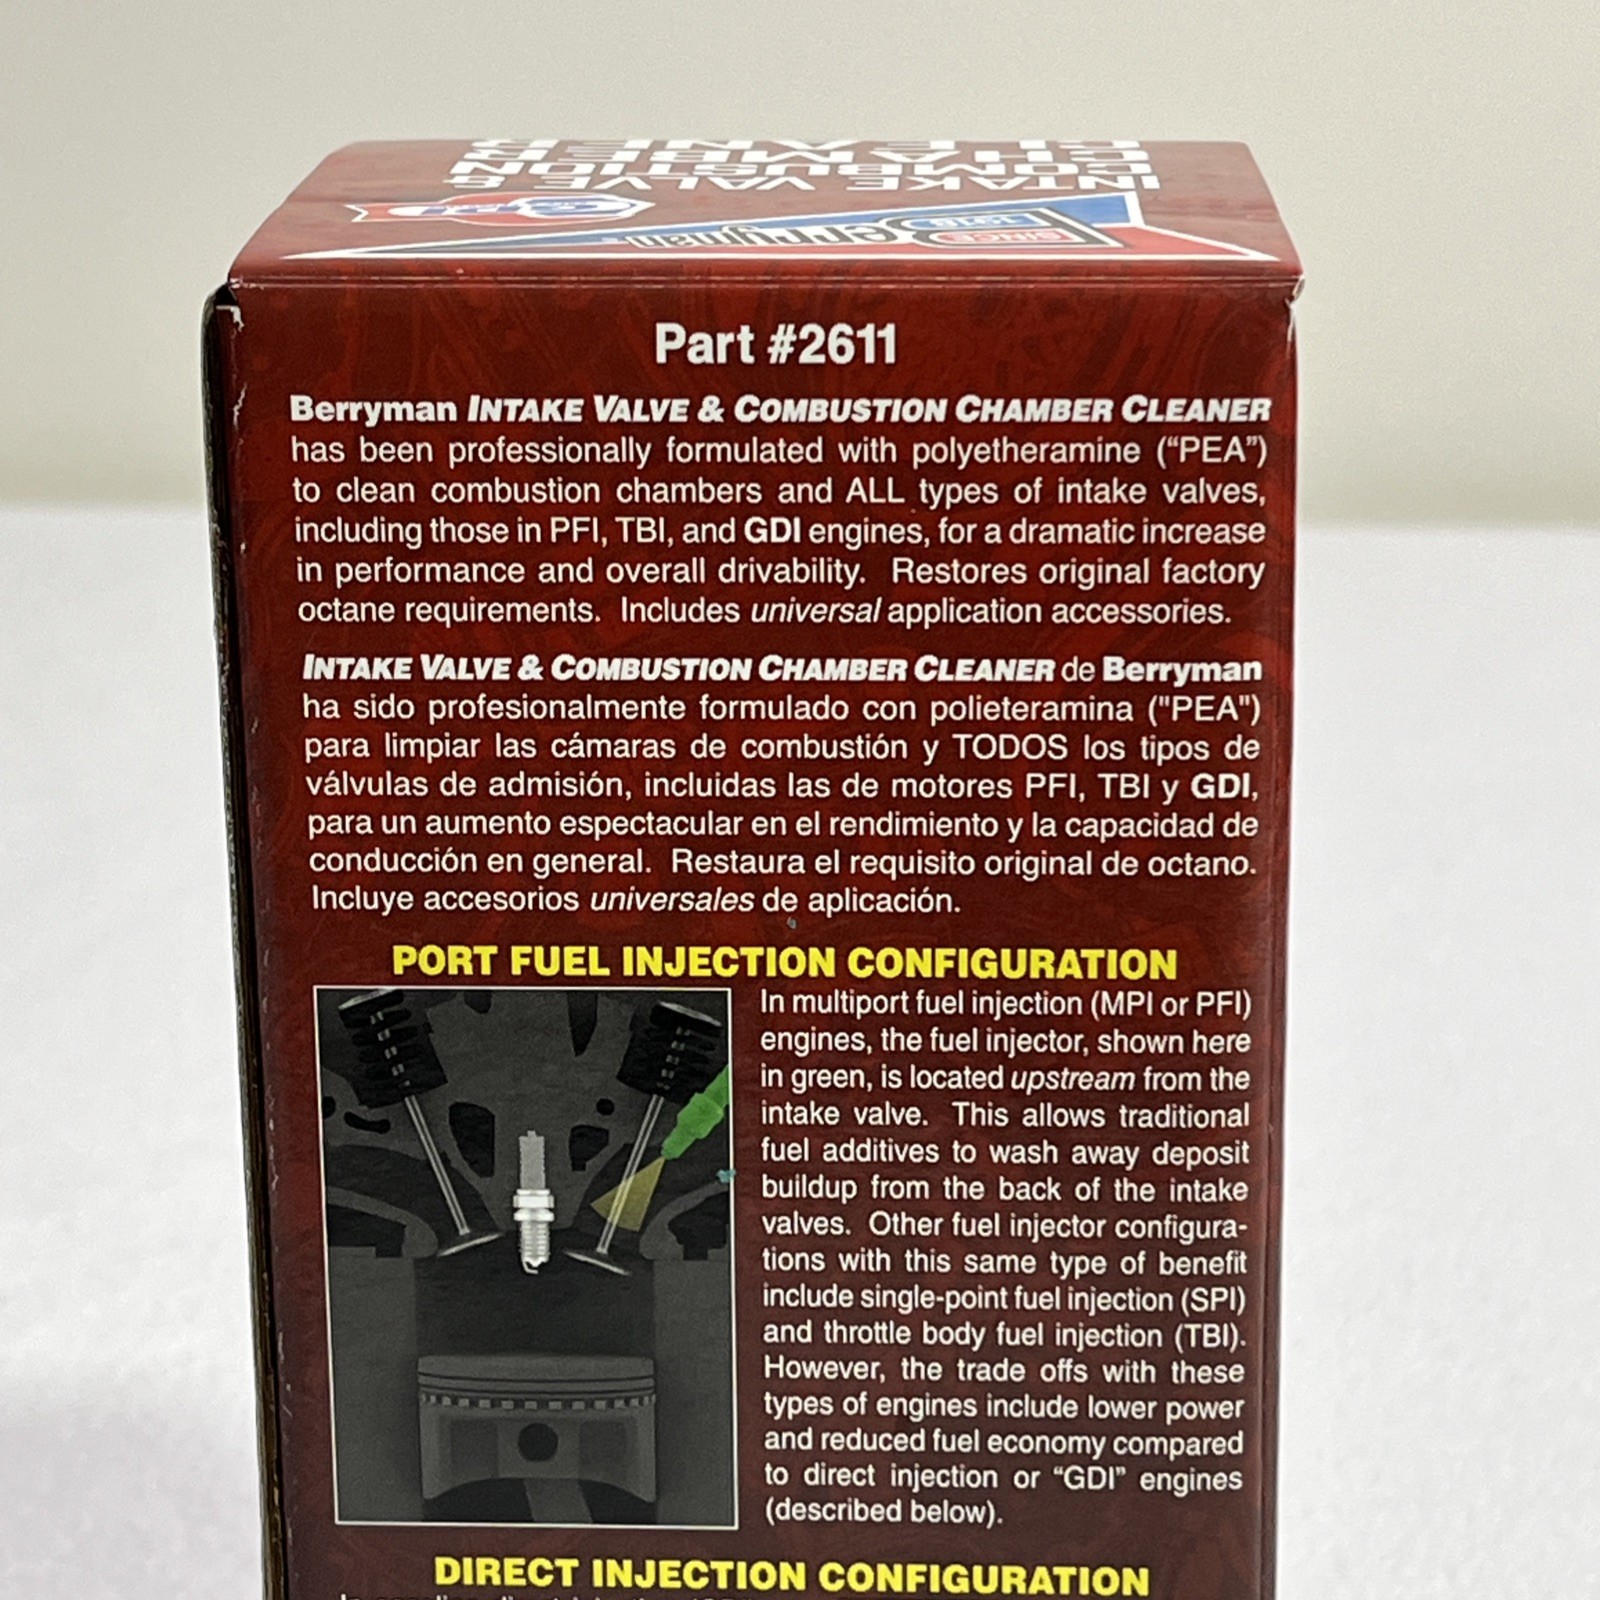 INTAKE VALVE &
COMBUSTION
CHAMBER
CLEANER
SINCE
1918
Berryman
Part #2611
Berryman INTAKE VALVE & COMBUSTION CHAMBER CLEANER
has been professionally formulated with polyetheramine (“PEA”)
to clean combustion chambers and ALL types of intake valves,
including those in PFI, TBI, and GDI engines, for a dramatic increase
in performance and overall drivability. Restores original factory
octane requirements. Includes universal application accessories.
INTAKE VALVE & COMBUSTION CHAMBER CLEANER de Berryman
ha sido profesionalmente formulado con polieteramina ("PEA")
para limpiar las cámaras de combustión y TODOS los tipos de
válvulas de admisión, incluidas las de motores PFI, TBI y GDI,
para un aumento espectacular en el rendimiento y la capacidad de
conducción en general. Restaura el requisito original de octano.
Incluye accesorios universales de aplicación.
PORT FUEL INJECTION CONFIGURATION
In multiport fuel injection (MPI or PFI)
engines, the fuel injector, shown here
in green, is located upstream from the
intake valve. This allows traditional
fuel additives to wash away deposit
buildup from the back of the intake
valves. Other fuel injector configura-
tions with this same type of benefit
include single-point fuel injection (SPI)
and throttle body fuel injection (TBI).
However, the trade offs with these
types of engines include lower power
and reduced fuel economy compared
to direct injection or “GDI” engines
(described below).
DIRECT INJECTION CONFIGURATION